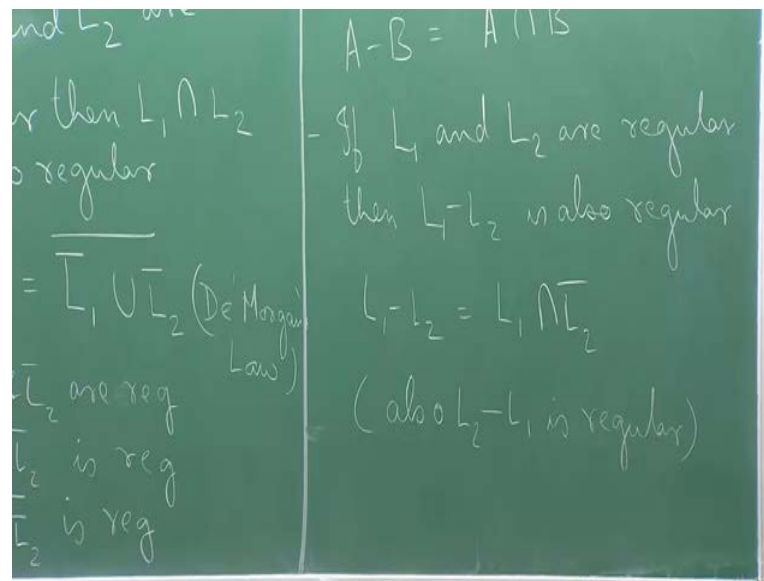 and L₂ are
then L₁ ∩ L₂
regular
= L̅₁ ∪ L̅₂ (De Morgan
Law)
L̅₂ are reg
L̅₂ is reg
L̅₂ is reg
A - B = A ∩ B
- If L₁ and L₂ are regular
then L₁-L₂ is also regular
L₁-L₂ = L₁ ∩ L̅₂
(also L₂-L₁ is regular)